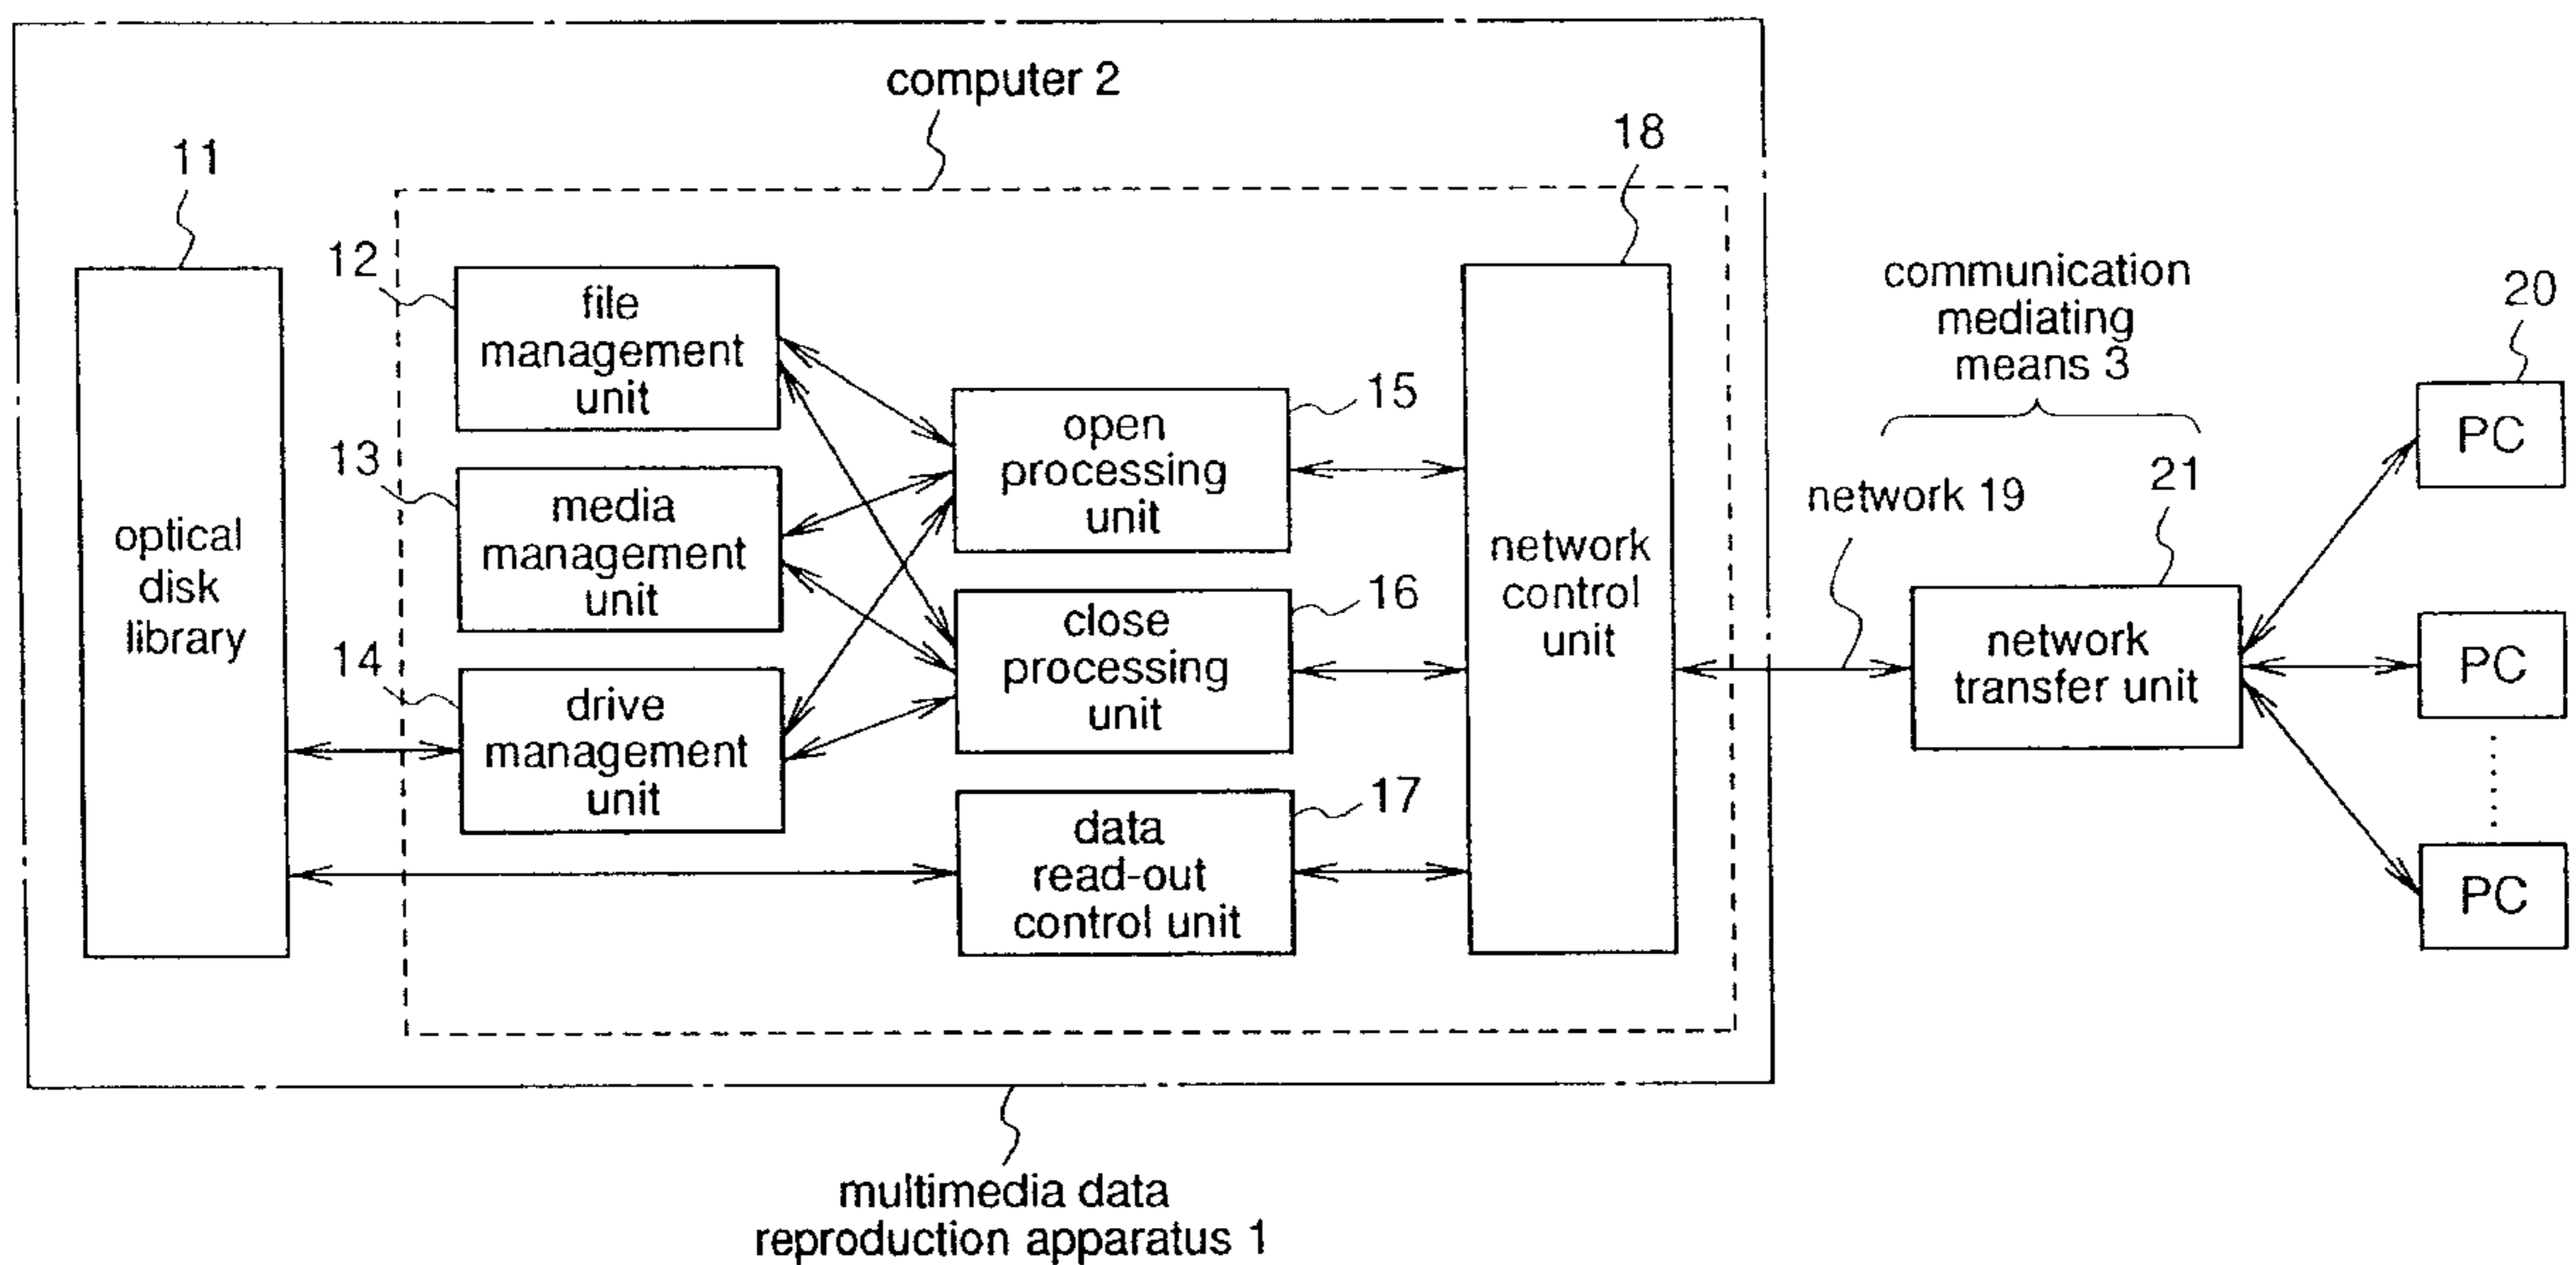 computer 2
11
18
12
file
management
unit
communication
mediating
means 3
20
PC
15
open
processing
unit
13
media
management
unit
network 19
21
optical
disk
library
network
control
unit
16
close
processing
unit
network
transfer unit
PC
14
drive
management
unit
17
data
read-out
control unit
PC
multimedia data
reproduction apparatus 1